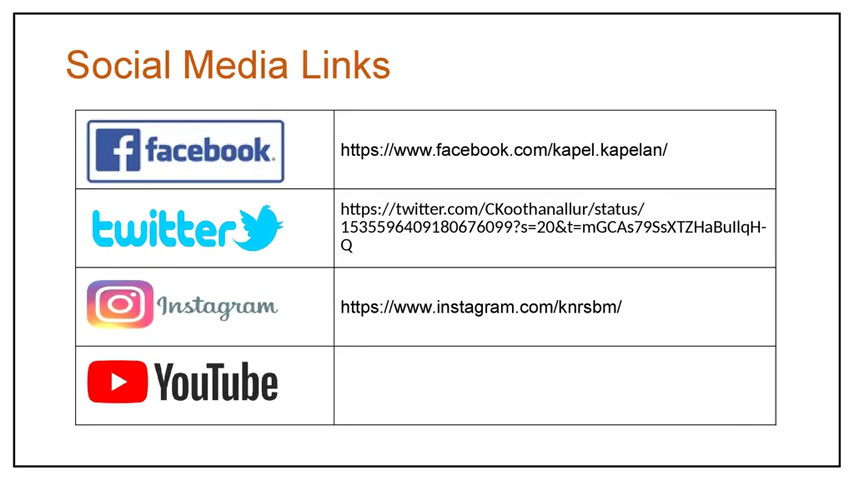 Social Media Links
facebook.
https://www.facebook.com/kapel.kapelan/
twitter
https://twitter.com/CKoothanallur/status/
1535596409180676099?s=20&t=mGCAs79SsXTZHaBuIlqH-
Q
Instagram
https://www.instagram.com/knrsbm/
YouTube